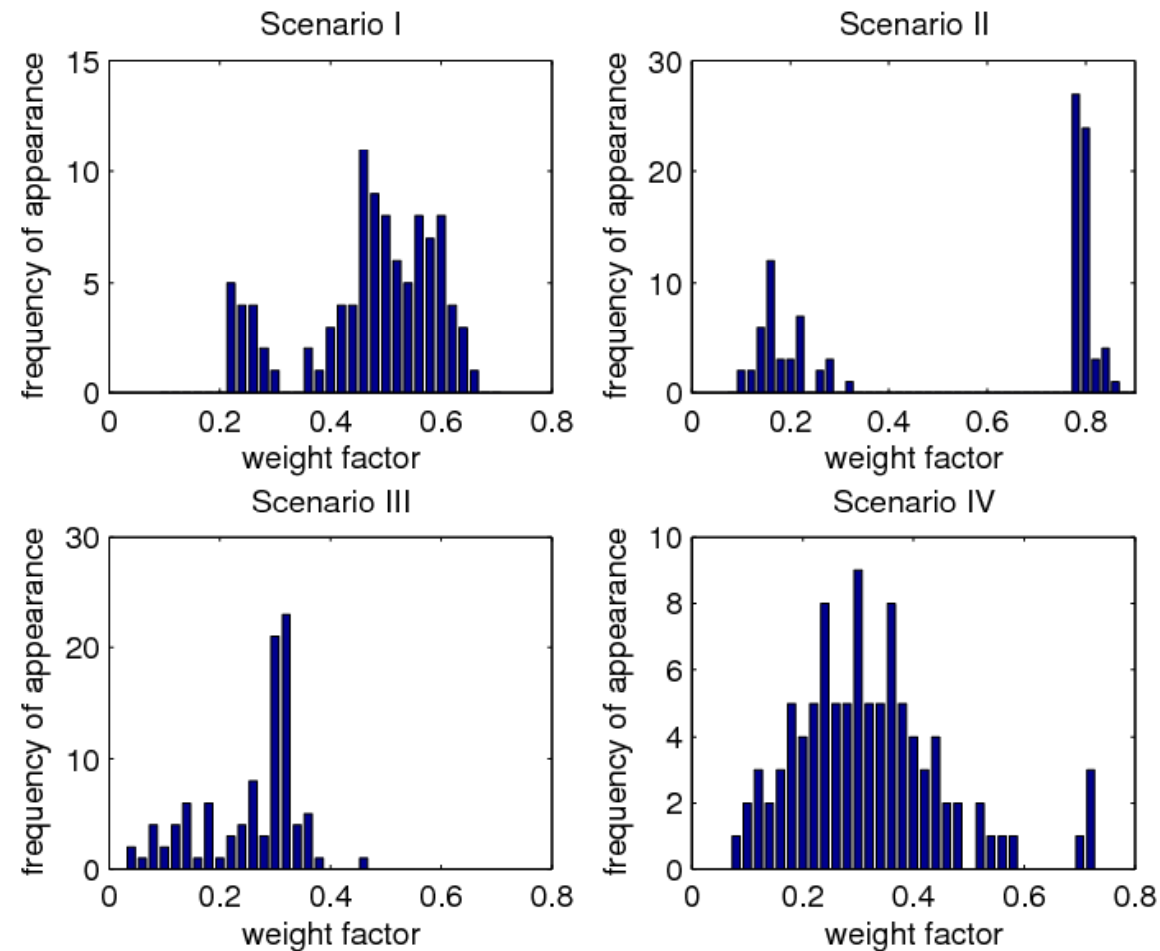 Scenario I
15
10
5
0
0 0.2 0.4 0.6 0.8
weight factor
frequency of appearance
Scenario II
30
20
10
0
0 0.2 0.4 0.6 0.8
weight factor
frequency of appearance
Scenario III
30
20
10
0
0 0.2 0.4 0.6 0.8
weight factor
frequency of appearance
Scenario IV
10
8
6
4
2
0
0 0.2 0.4 0.6 0.8
weight factor
frequency of appearance